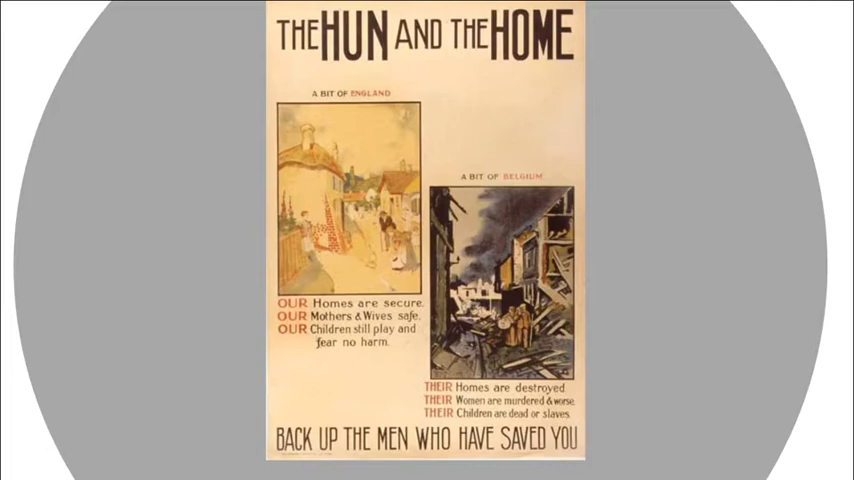 THE HUN AND THE HOME
A BIT OF ENGLAND
OUR Homes are secure.
OUR Mothers & Wives safe.
OUR Children still play and
fear no harm.
A BIT OF BELGIUM
THEIR Homes are destroyed
THEIR Women are murdered & worse
THEIR Children are dead or slaves.
BACK UP THE MEN WHO HAVE SAVED YOU